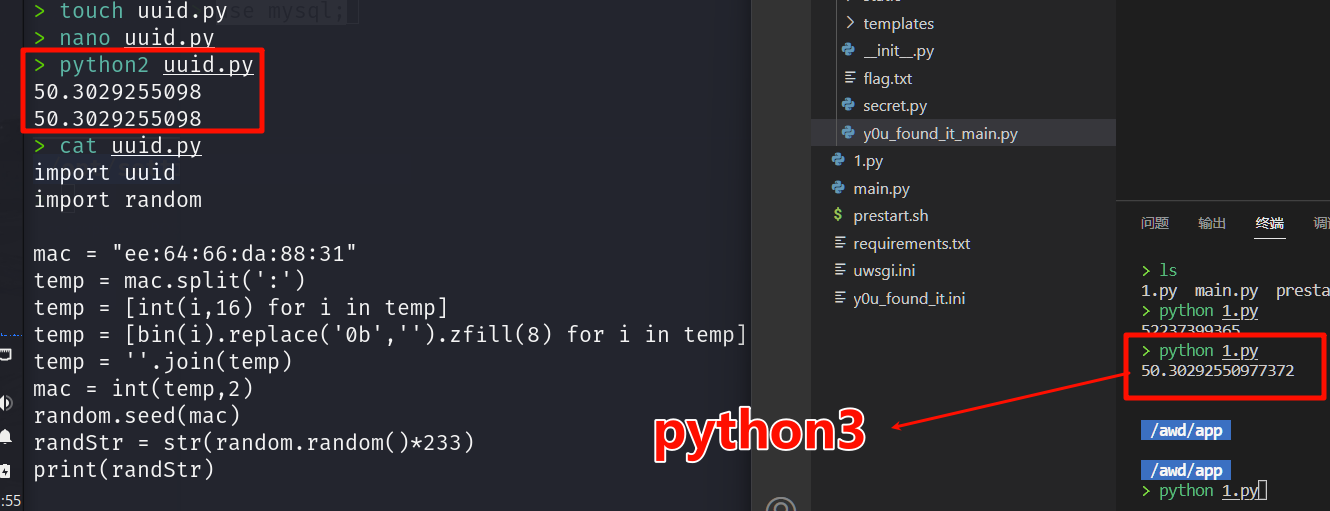 > touch uuid.py
se mysql;
> nano uuid.py
> python2 uuid.py
50.3029255098
50.3029255098
> cat uuid.py
import uuid
import random
mac = "ee:64:66:da:88:31"
temp = mac.split(':')
temp = [int(i,16) for i in temp]
temp = [bin(i).replace('0b','').zfill(8) for i in temp]
temp = ''.join(temp)
mac = int(temp,2)
random.seed(mac)
randStr = str(random.random()*233)
print(randStr)
:55
python3
templates
__init__.py
flag.txt
secret.py
y0u_found_it_main.py
1.py
main.py
prestart.sh
requirements.txt
uwsgi.ini
y0u_found_it.ini
问题 输出 终端
> ls
1.py main.py presta
> python 1.py
52237399365
> python 1.py
50.30292550977372
/awd/app
/awd/app
> python 1.py